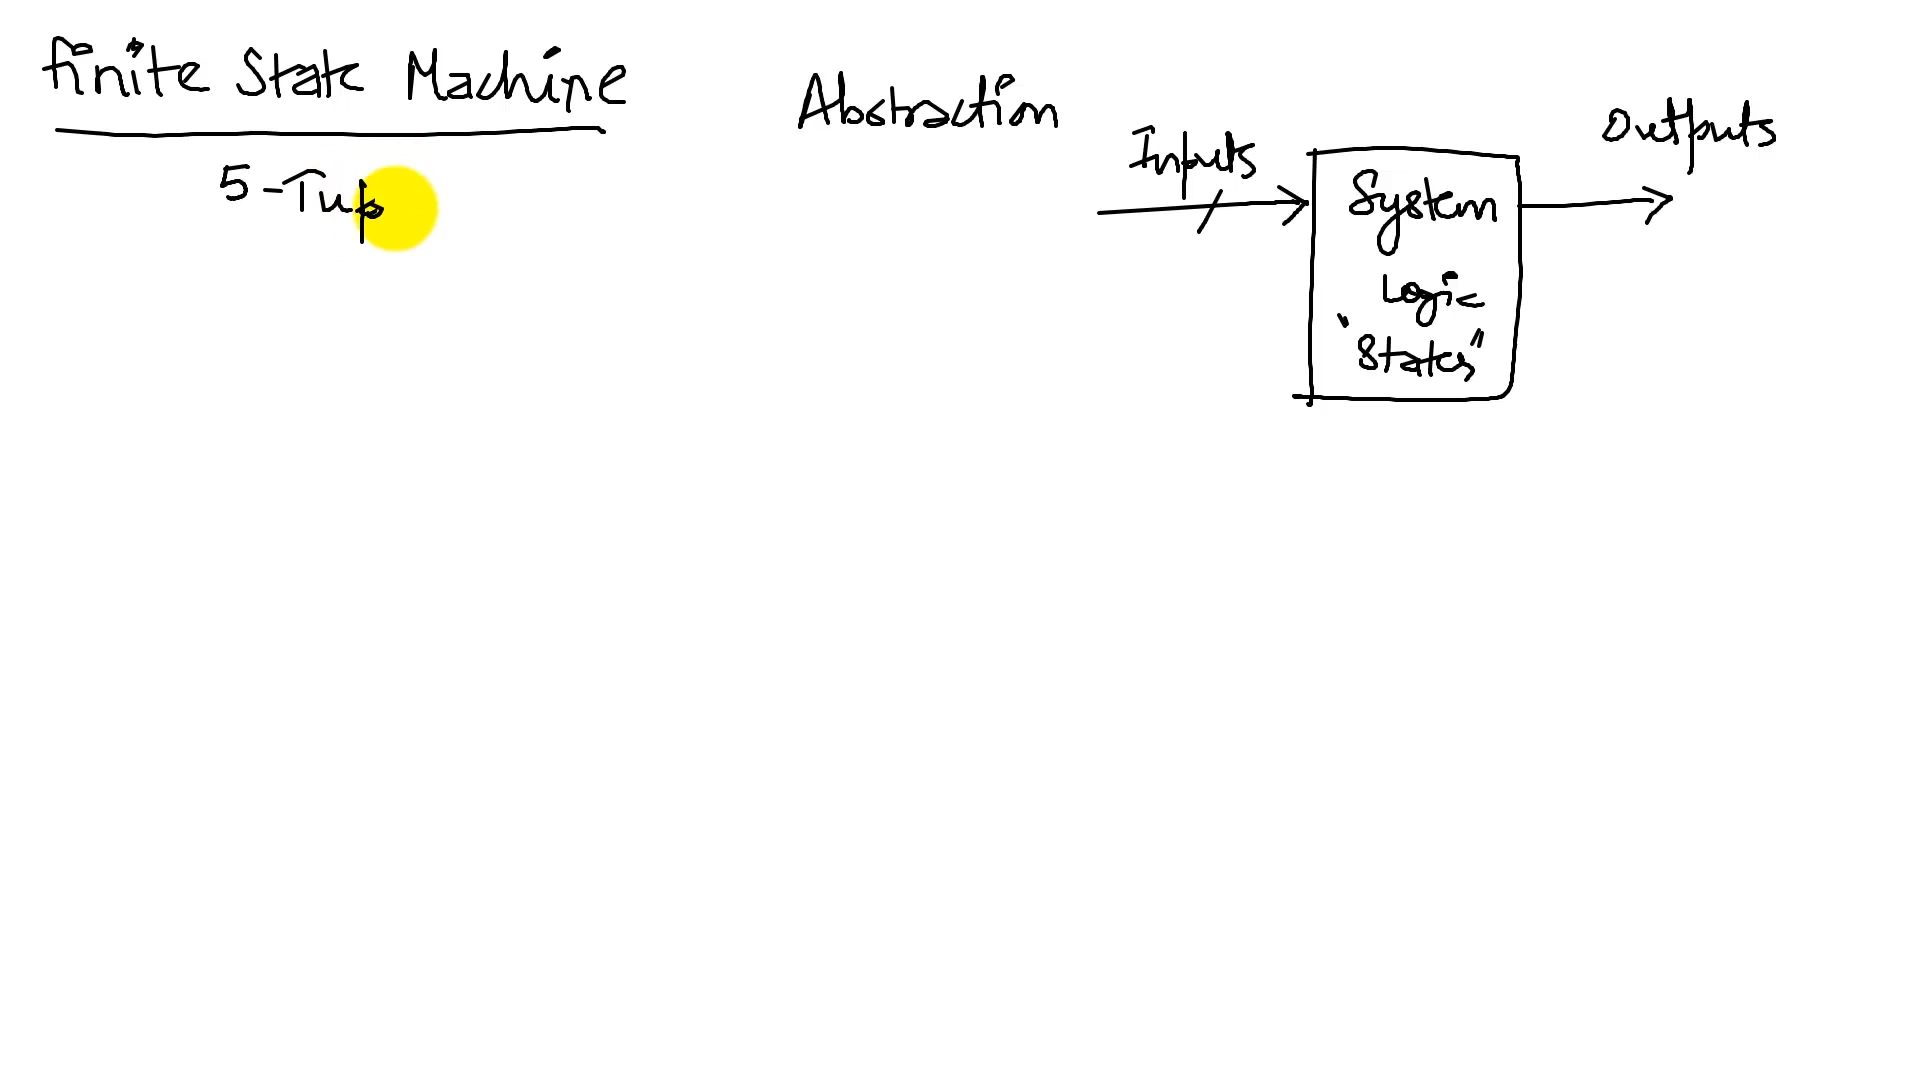 Finite State Machine
5-Tup
Abstraction
Inputs
System
Logic
"States"
Outputs